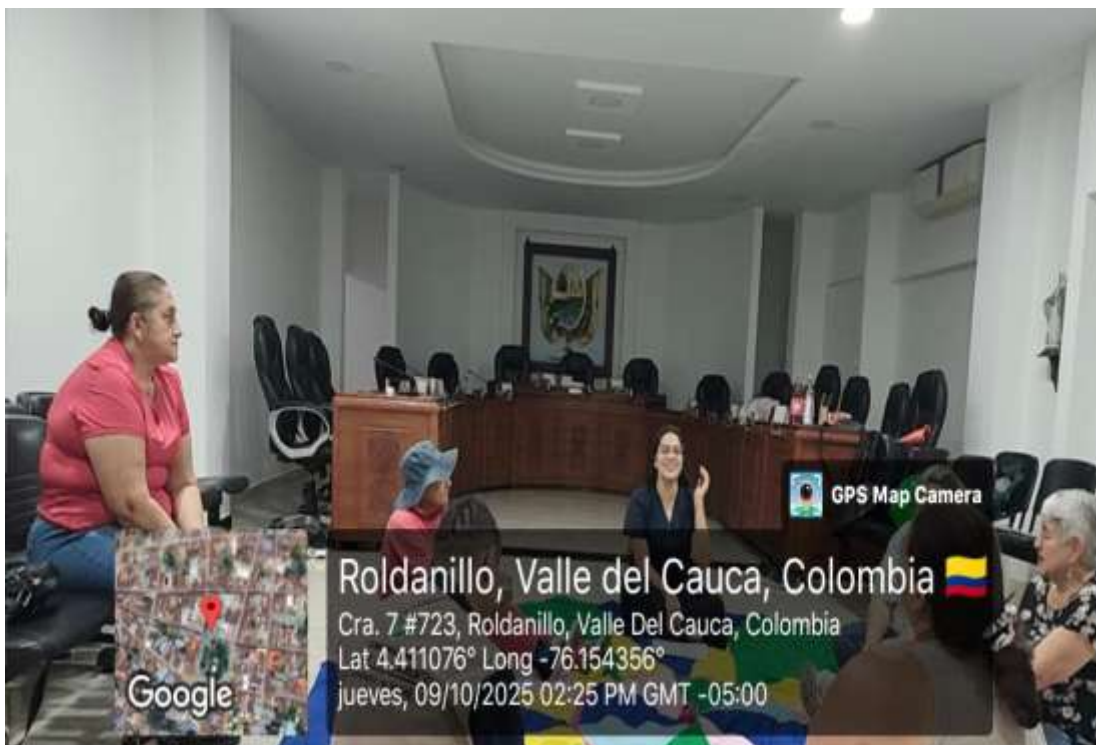 GPS Map Camera
Roldanillo, Valle del Cauca, Colombia
Cra. 7 #723, Roldanillo, Valle Del Cauca, Colombia
Lat 4.411076° Long -76.154356°
jueves, 09/10/2025 02:25 PM GMT -05:00
Google